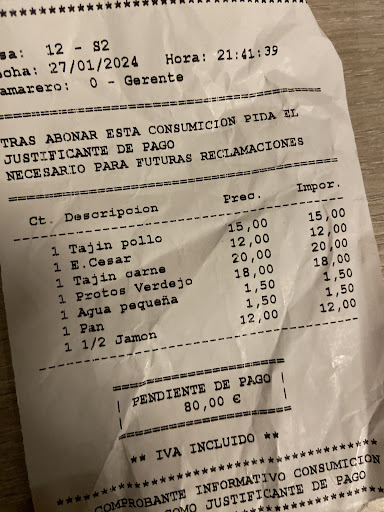 *****************************
sa: 12 - S2
cha: 27/01/2024 Hora: 21:41:39
amarero: 0 - Gerente
==============================
TRAS ABONAR ESTA CONSUMICION PIDA EL
JUSTIFICANTE DE PAGO
NECESARIO PARA FUTURAS RECLAMACIONES
==============================
Ct. Descripcion Prec. Impor.
------------------------------
1 Tajin pollo 15,00 15,00
1 E.Cesar 12,00 12,00
1 Tajin carne 20,00 20,00
1 Protos Verdejo 18,00 18,00
1 Agua pequeña 1,50 1,50
1 Pan 1,50 1,50
1 1/2 Jamon 12,00 12,00
------------------------------
====================
| PENDIENTE DE PAGO |
| 80,00 € |
====================
** IVA INCLUIDO **
*****************************
COMPROBANTE INFORMATIVO CONSUMICION
COMO JUSTIFICANTE DE PAGO
*****************************